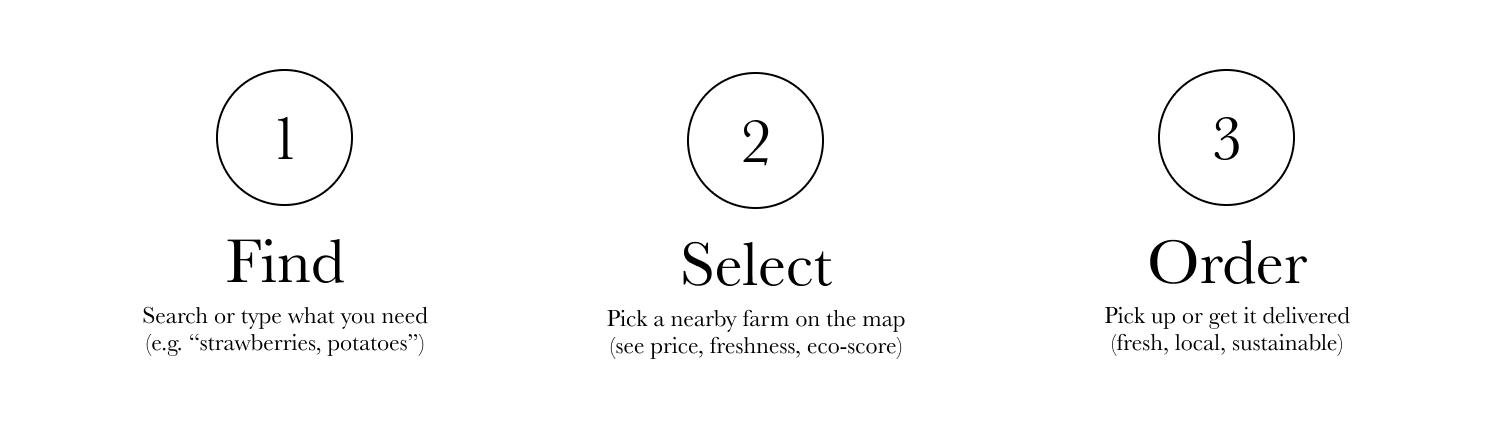 1
Find
Search or type what you need
(e.g. “strawberries, potatoes”)
2
Select
Pick a nearby farm on the map
(see price, freshness, eco-score)
3
Order
Pick up or get it delivered
(fresh, local, sustainable)